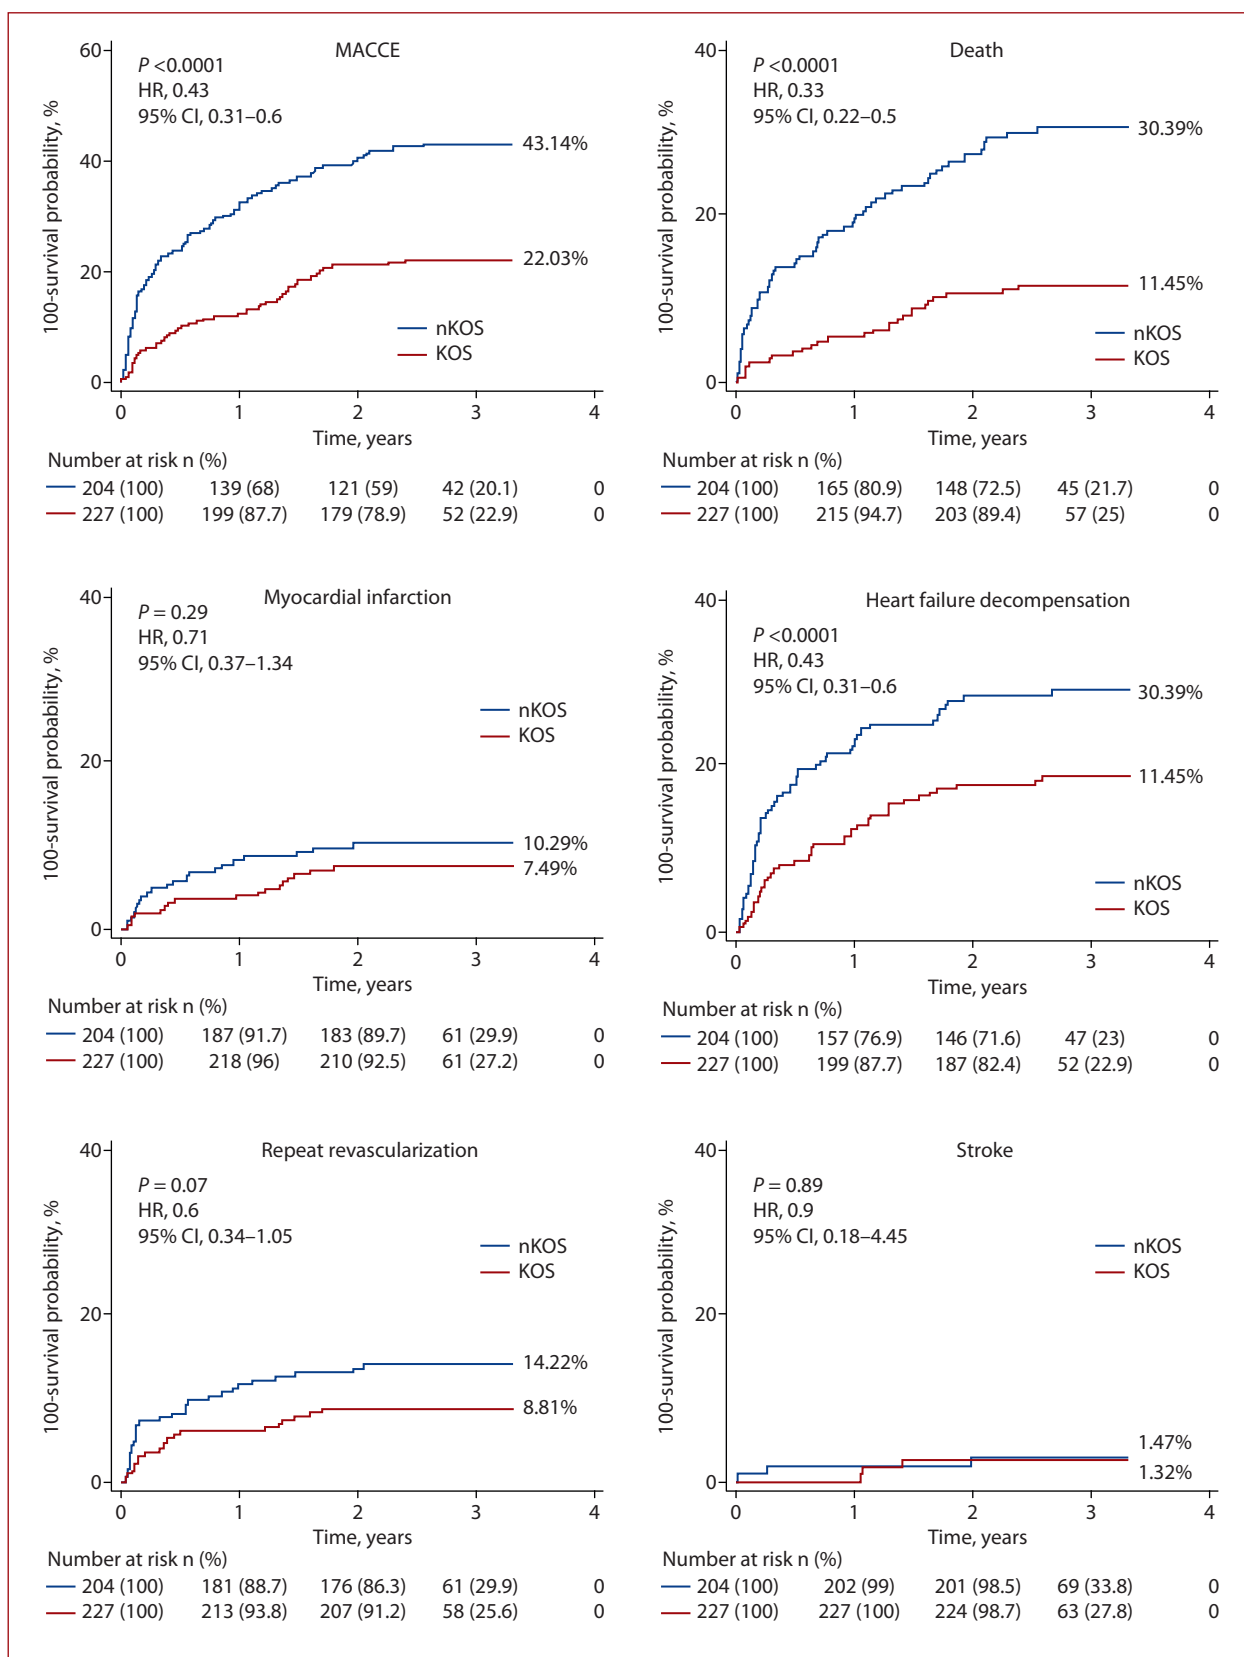 MACCE
P <0.0001
HR, 0.43
95% CI, 0.31–0.6
100-survival probability, %
60
40
20
0
43.14%
22.03%
nKOS
KOS
0 1 2 3 4
Time, years
Number at risk n (%)
204 (100) 139 (68) 121 (59) 42 (20.1) 0
227 (100) 199 (87.7) 179 (78.9) 52 (22.9) 0
Death
P <0.0001
HR, 0.33
95% CI, 0.22–0.5
100-survival probability, %
40
20
0
30.39%
11.45%
nKOS
KOS
0 1 2 3 4
Time, years
Number at risk n (%)
204 (100) 165 (80.9) 148 (72.5) 45 (21.7) 0
227 (100) 215 (94.7) 203 (89.4) 57 (25) 0
Myocardial infarction
P = 0.29
HR, 0.71
95% CI, 0.37–1.34
100-survival probability, %
40
20
0
nKOS
KOS
10.29%
7.49%
0 1 2 3 4
Time, years
Number at risk n (%)
204 (100) 187 (91.7) 183 (89.7) 61 (29.9) 0
227 (100) 218 (96) 210 (92.5) 61 (27.2) 0
Heart failure decompensation
P <0.0001
HR, 0.43
95% CI, 0.31–0.6
100-survival probability, %
40
20
0
30.39%
11.45%
nKOS
KOS
0 1 2 3 4
Time, years
Number at risk n (%)
204 (100) 157 (76.9) 146 (71.6) 47 (23) 0
227 (100) 199 (87.7) 187 (82.4) 52 (22.9) 0
Repeat revascularization
P = 0.07
HR, 0.6
95% CI, 0.34–1.05
100-survival probability, %
40
20
0
nKOS
KOS
14.22%
8.81%
0 1 2 3 4
Time, years
Number at risk n (%)
204 (100) 181 (88.7) 176 (86.3) 61 (29.9) 0
227 (100) 213 (93.8) 207 (91.2) 58 (25.6) 0
Stroke
P = 0.89
HR, 0.9
95% CI, 0.18–4.45
100-survival probability, %
40
20
0
nKOS
KOS
1.47%
1.32%
0 1 2 3 4
Time, years
Number at risk n (%)
204 (100) 202 (99) 201 (98.5) 69 (33.8) 0
227 (100) 227 (100) 224 (98.7) 63 (27.8) 0